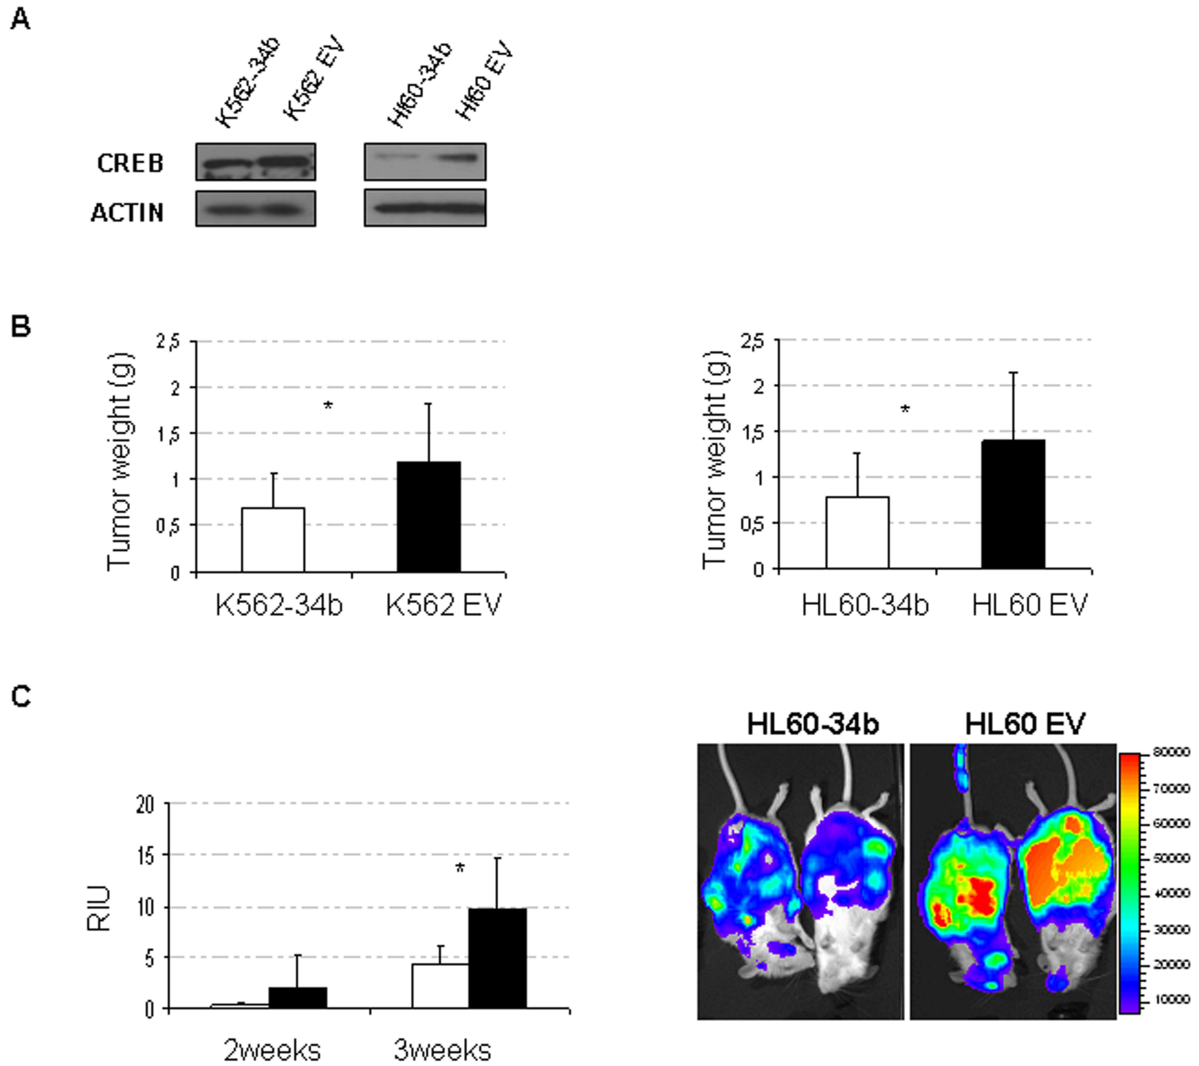 A
K562-34b
K562 EV
Hl60-34b
Hl60 EV
CREB
ACTIN
B
Tumor weight (g)
2,5
2
1,5
1
0,5
0
*
K562-34b
K562 EV
Tumor weight (g)
2,5
2
1,5
1
0,5
0
*
HL60-34b
HL60 EV
C
RIU
20
15
10
5
0
*
2weeks
3weeks
HL60-34b
HL60 EV
80000
70000
60000
50000
40000
30000
20000
10000